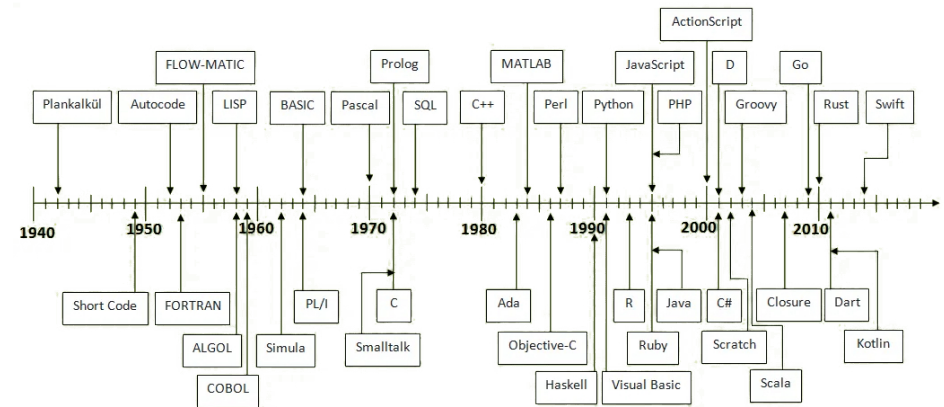 ActionScript
FLOW-MATIC
Prolog
MATLAB
JavaScript
D
Go
Plankalkül
Autocode
LISP
BASIC
Pascal
SQL
C++
Perl
Python
PHP
Groovy
Rust
Swift
1940
1950
1960
1970
1980
1990
2000
2010
Short Code
FORTRAN
PL/I
C
Ada
R
Java
C#
Closure
Dart
ALGOL
Simula
Smalltalk
Objective-C
Ruby
Scratch
Kotlin
COBOL
Haskell
Visual Basic
Scala